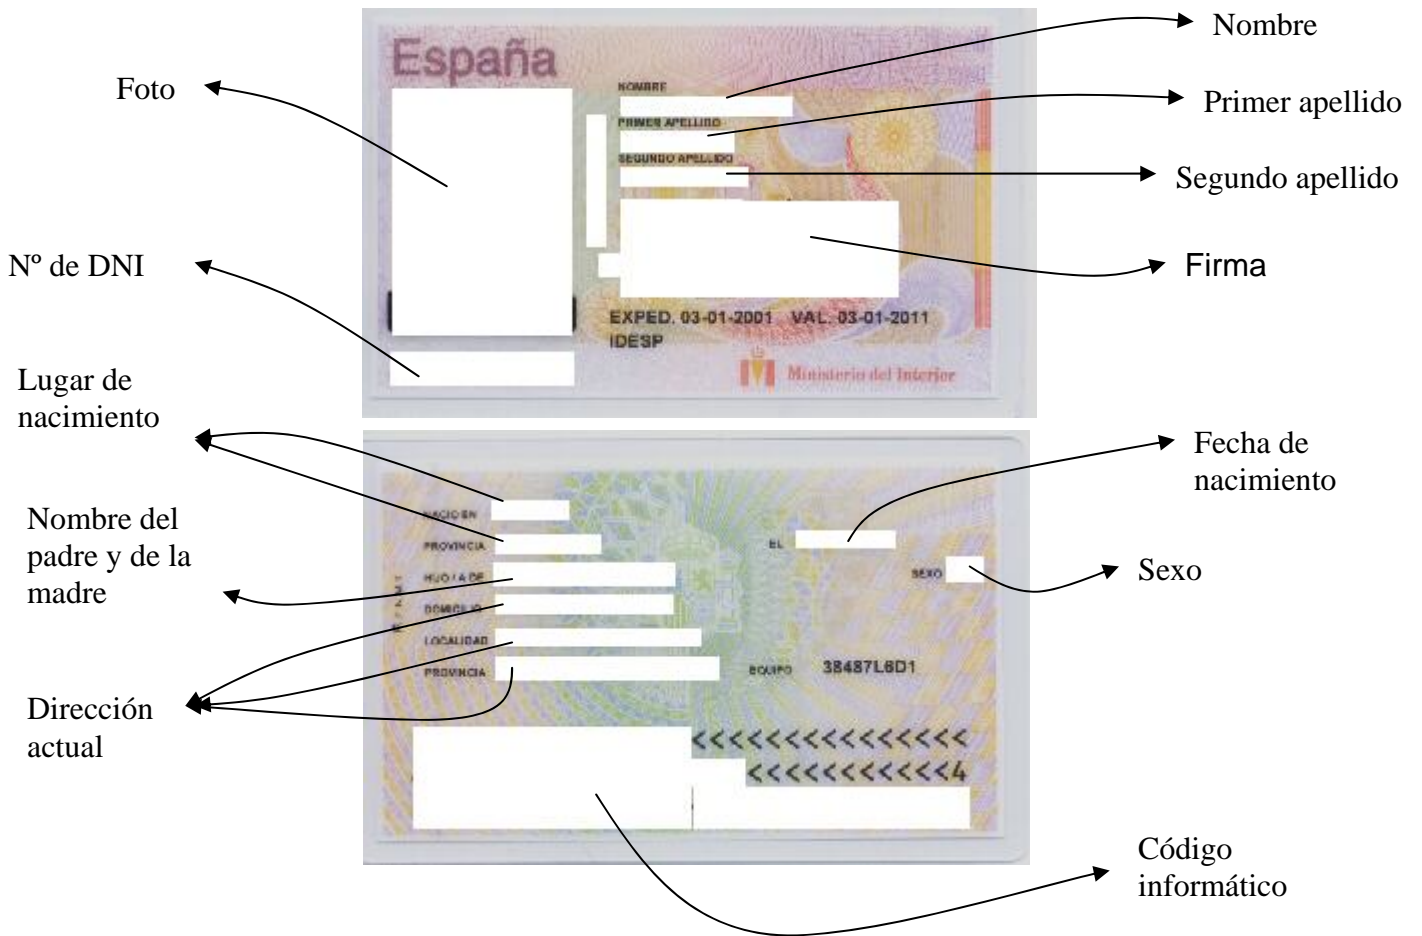 Nombre
España
Foto
NOMBRE
Primer apellido
PRIMER APELLIDO
SEGUNDO APELLIDO
Segundo apellido
Nº de DNI
Firma
EXPED. 03-01-2001 VAL. 03-01-2011
IDESP
Ministerio del Interior
Lugar de
nacimiento
Fecha de
nacimiento
NACIO EN
Nombre del
padre y de la
madre
PROVINCIA
EL
HIJO / A DE
SEXO
Sexo
DOMICILIO
LOCALIDAD
PROVINCIA
EQUIPO 38487L6D1
Dirección
actual
<<<<<<<<<<<<<<<
<<<<<<<<<<<4
Código
informático